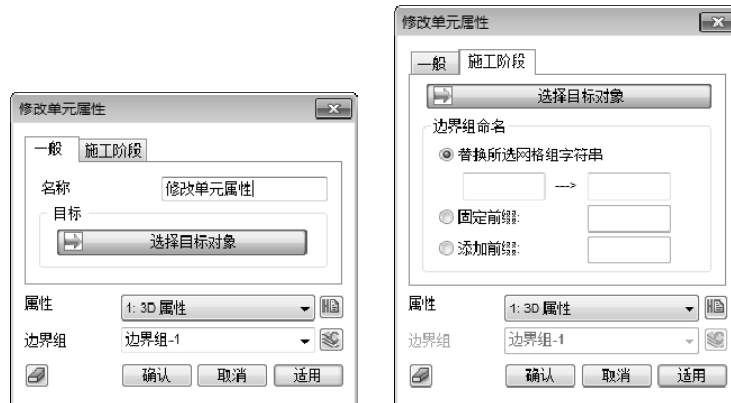 修改单元属性
一般 施工阶段
名称 修改单元属性
目标
选择目标对象
属性 1: 3D 属性
边界组 边界组-1
确认 取消 适用
修改单元属性
一般 施工阶段
选择目标对象
边界组命名
替换所选网格组字符串
--->
固定前缀:
添加前缀:
属性 1: 3D 属性
边界组 边界组-1
确认 取消 适用